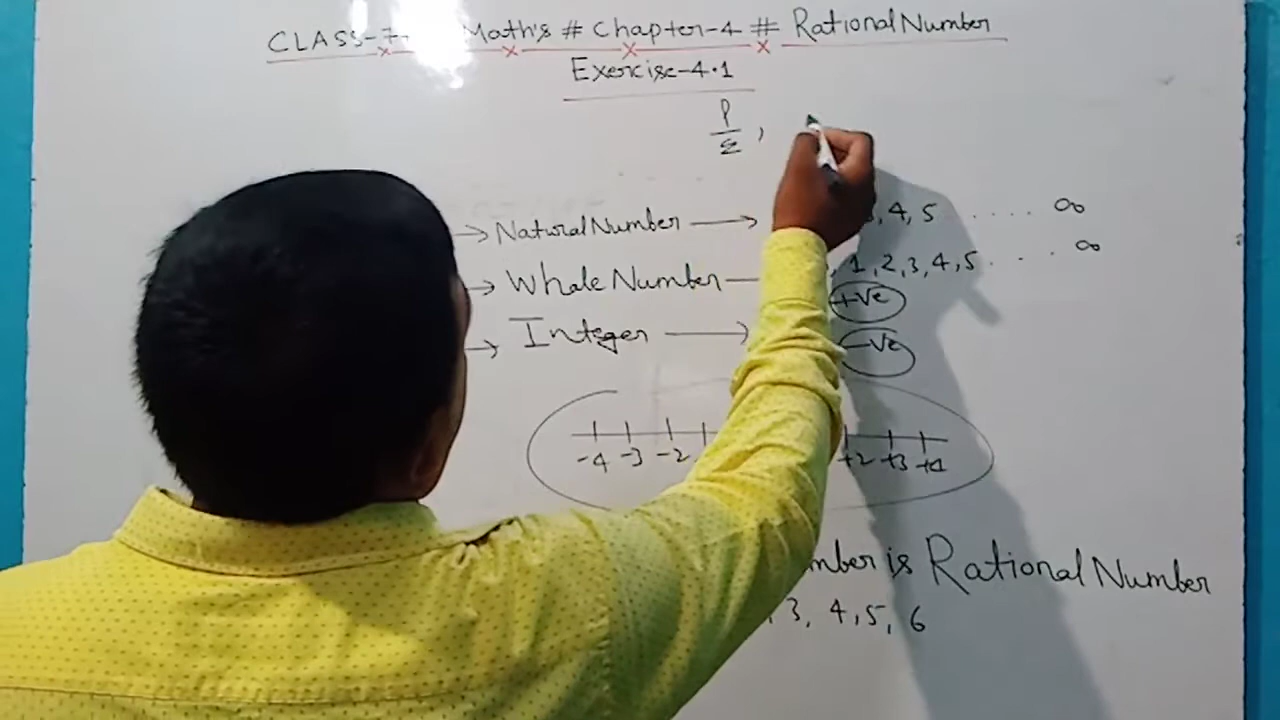 CLASS-7 Math's # Chapter-4 # Rational Number
Exercise-4.1
P/2,
→ Natural Number → 3, 4, 5 .... ∞
→ Whole Number — , 1, 2, 3, 4, 5 ... ∞
+ve
→ Integer → -ve
-4 -3 -2 +2 +3 +4
mber is Rational Number
, 3, 4, 5, 6